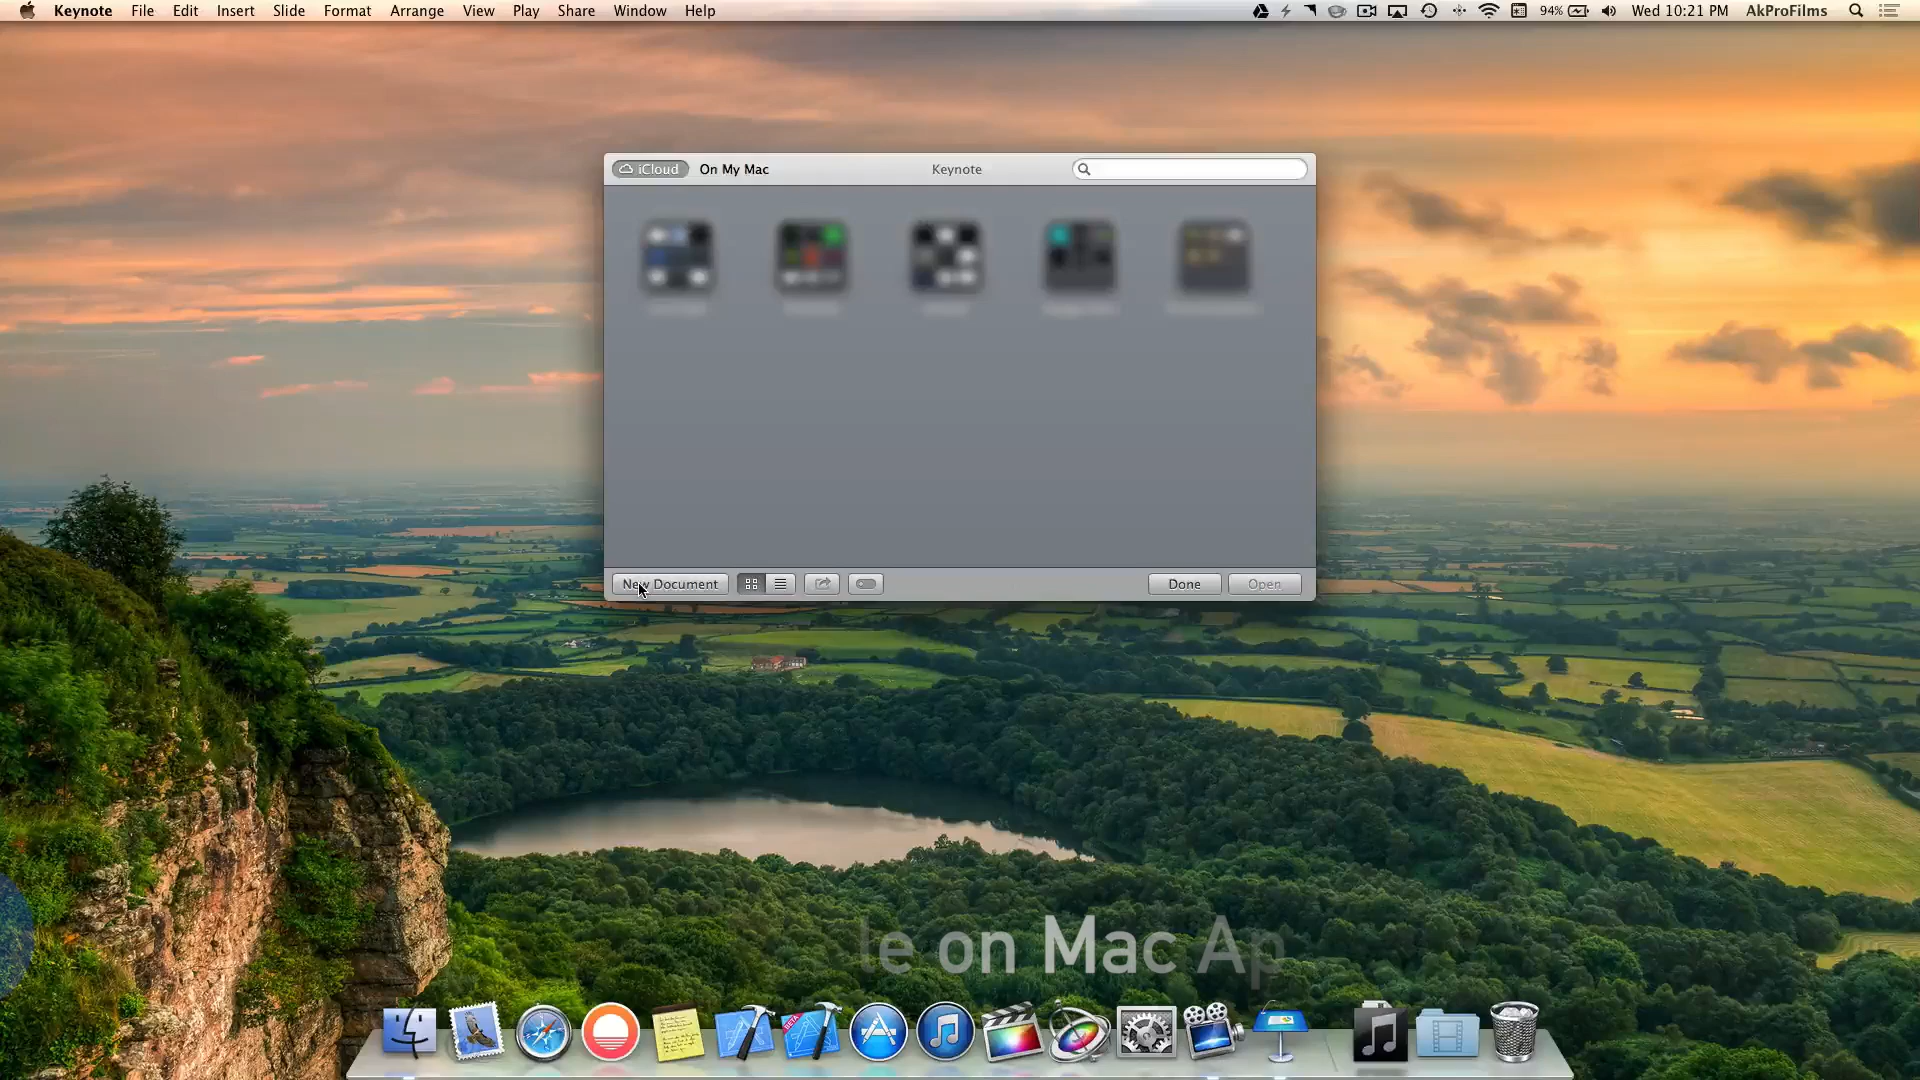 Keynote File Edit Insert Slide Format Arrange View Play Share Window Help 94% Wed 10:21 PM AkProFilms
iCloud On My Mac Keynote
New Document Done Open
le on Mac Ap
BETA